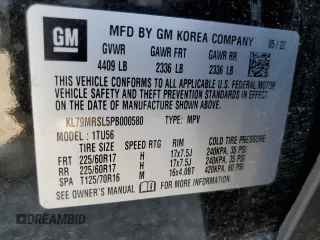 GM
MFD BY GM KOREA COMPANY
05/22
GVWR GAWR FRT GAWR RR
4409 LB 2336 LB 2336 LB
THIS VEHICLE CONFORMS TO ALL APPLICABLE U.S. FEDERAL MOTOR
VEHICLE SAFETY AND THEFT PREVENTION STANDARDS IN EFFECT
ON THE DATE OF MANUFACTURE SHOWN ABOVE.
KL79MRSL5PB000580 TYPE: MPV
MODEL: 1TU56
TIRE SIZE SPEED RTG RIM COLD TIRE PRESSURE
FRT 225/60R17 H 17x7.5J 240KPA, 35 PSI
RR 225/60R17 H 17x7.5J 240KPA, 35 PSI
SPA T125/70R16 M 16x4.0BT 420KPA, 60 PSI
SEE OWNER'S MANUAL FOR ADDITIONAL INFORMATION.
DREAMBID